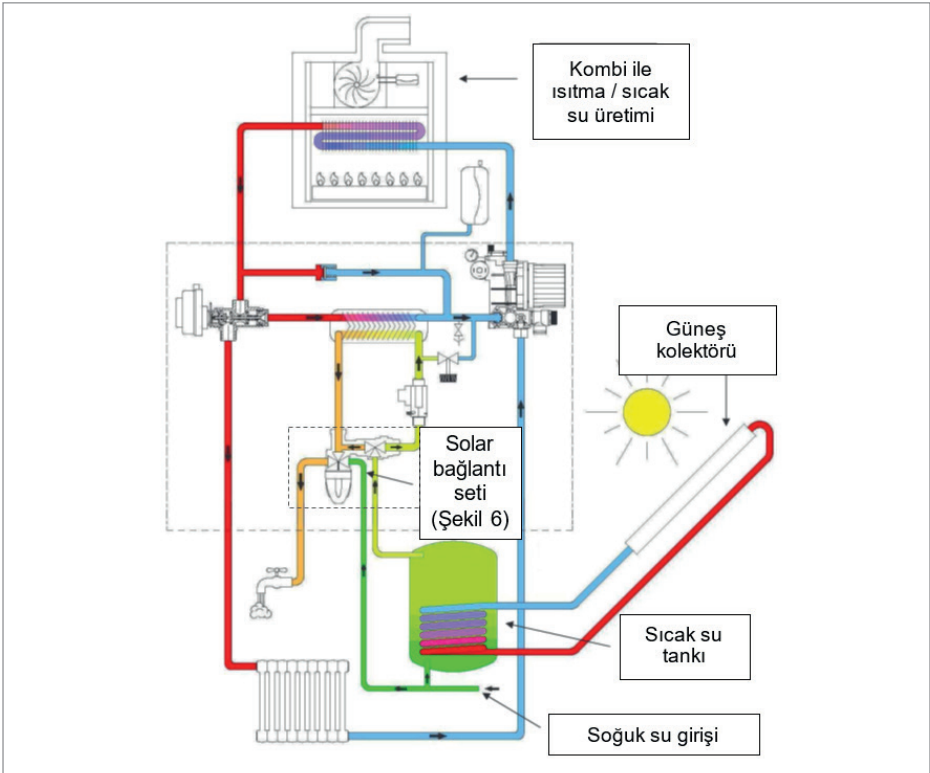 Kombi ile
ısıtma / sıcak
su üretimi
Güneş
kolektörü
Solar
bağlantı
seti
(Şekil 6)
Sıcak su
tankı
Soğuk su girişi